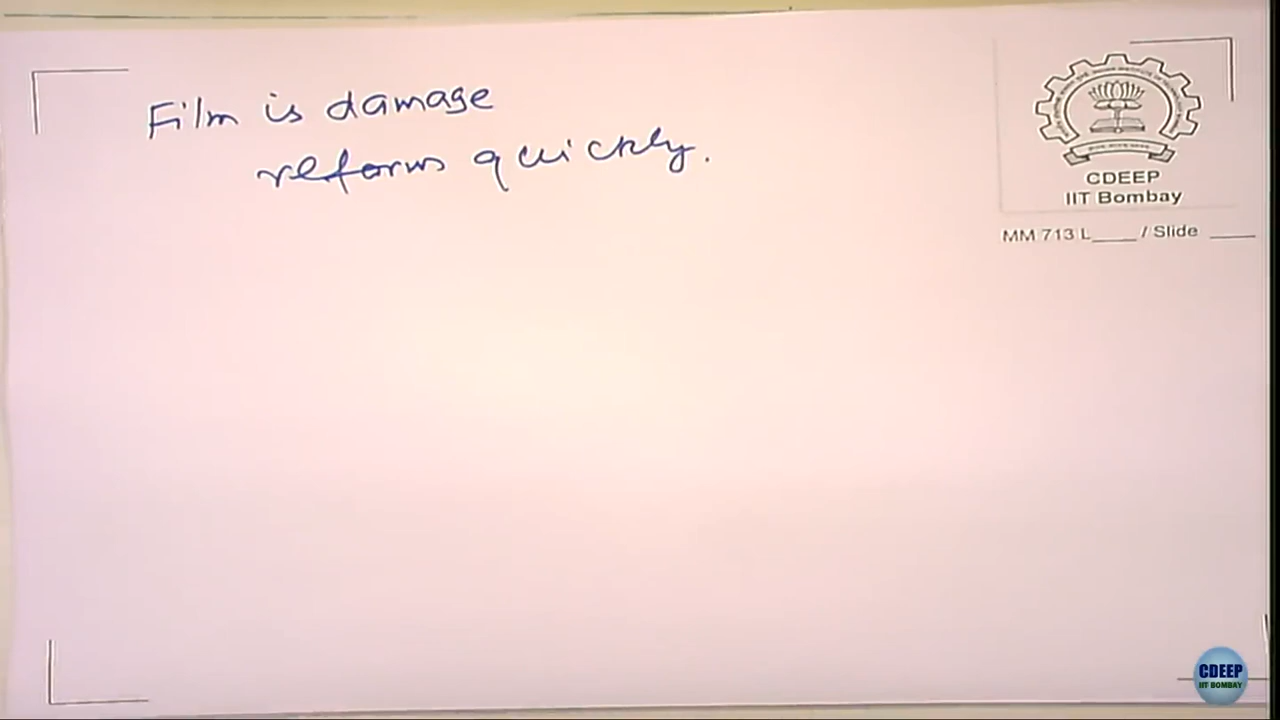 Film is damage
reforms quickly.
CDEEP
IIT Bombay
MM 713 L____ / Slide ____
CDEEP
IIT BOMBAY